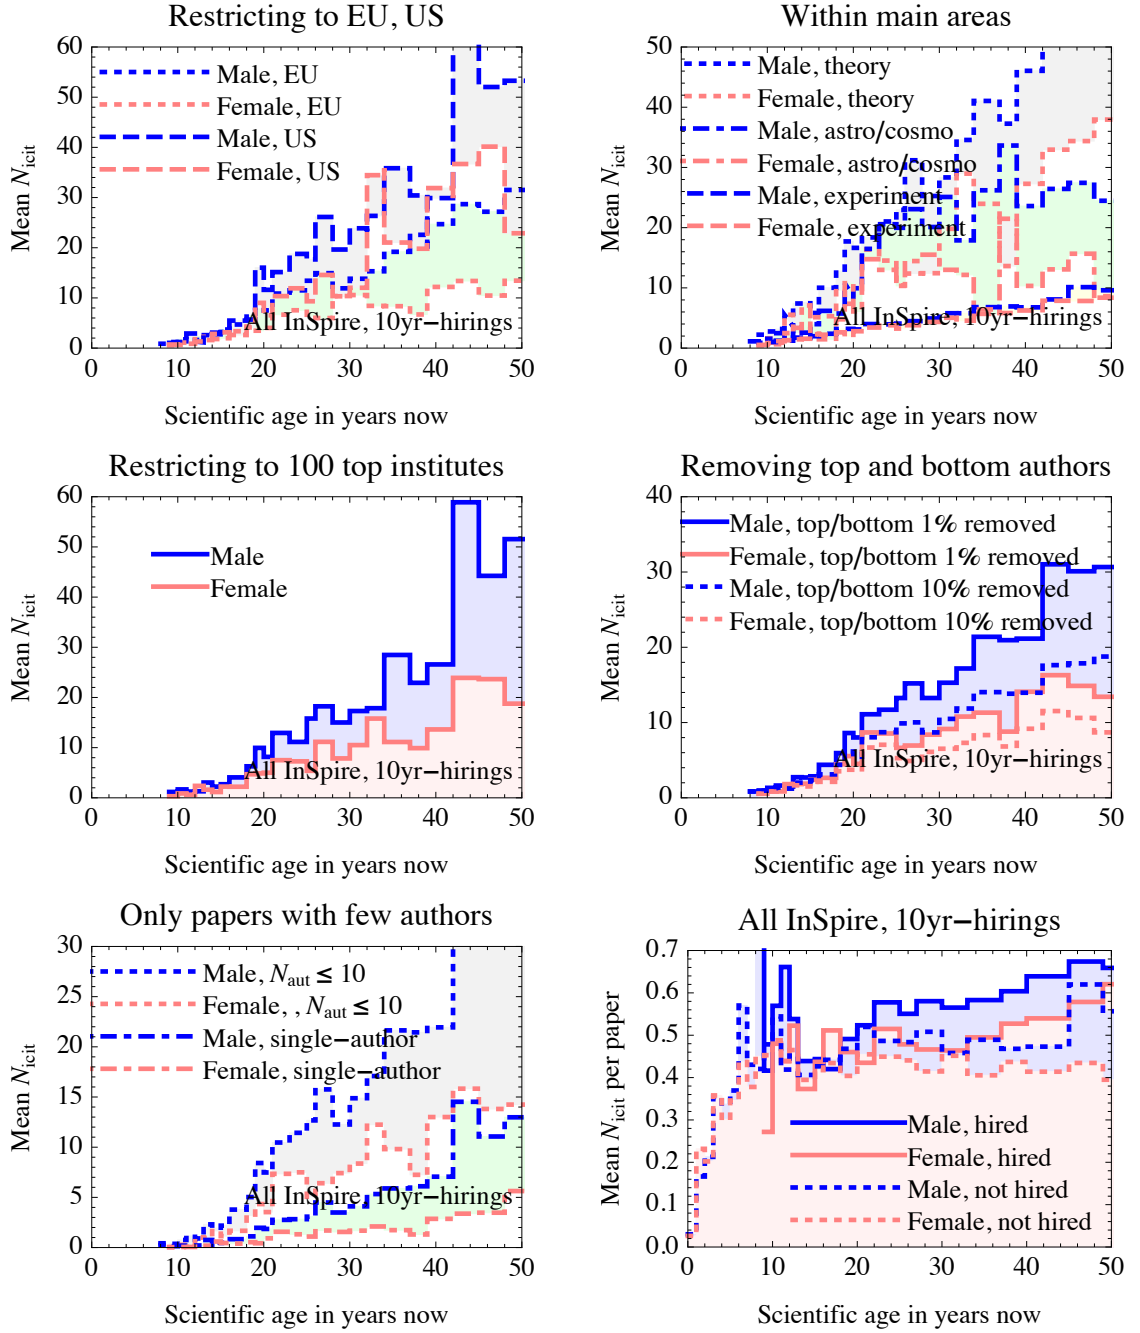 Restricting to EU, US
60
50
40
30
20
10
0
Mean N_icit
Male, EU
Female, EU
Male, US
Female, US
All InSpire, 10yr−hirings
0 10 20 30 40 50
Scientific age in years now
Within main areas
50
40
30
20
10
0
Mean N_icit
Male, theory
Female, theory
Male, astro/cosmo
Female, astro/cosmo
Male, experiment
Female, experiment
All InSpire, 10yr−hirings
0 10 20 30 40 50
Scientific age in years now
Restricting to 100 top institutes
60
50
40
30
20
10
0
Mean N_icit
Male
Female
All InSpire, 10yr−hirings
0 10 20 30 40 50
Scientific age in years now
Removing top and bottom authors
40
30
20
10
0
Mean N_icit
Male, top/bottom 1% removed
Female, top/bottom 1% removed
Male, top/bottom 10% removed
Female, top/bottom 10% removed
All InSpire, 10yr−hirings
0 10 20 30 40 50
Scientific age in years now
Only papers with few authors
30
25
20
15
10
5
0
Mean N_icit
Male, N_aut ≤ 10
Female, , N_aut ≤ 10
Male, single−author
Female, single−author
All InSpire, 10yr−hirings
0 10 20 30 40 50
Scientific age in years now
All InSpire, 10yr−hirings
0.7
0.6
0.5
0.4
0.3
0.2
0.1
0.0
Mean N_icit per paper
Male, hired
Female, hired
Male, not hired
Female, not hired
0 10 20 30 40 50
Scientific age in years now